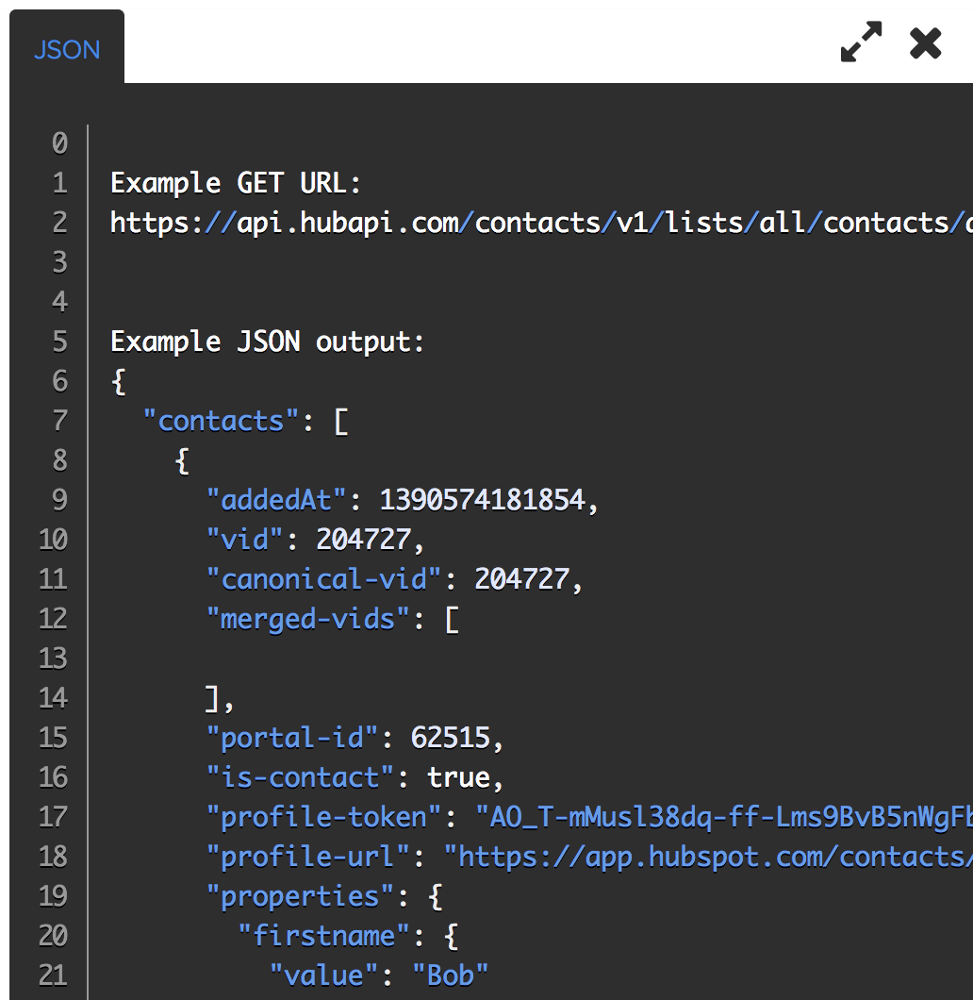 JSON
0
1 Example GET URL:
2 https://api.hubapi.com/contacts/v1/lists/all/contacts/
3
4
5 Example JSON output:
6 {
7 "contacts": [
8 {
9 "addedAt": 1390574181854,
10 "vid": 204727,
11 "canonical-vid": 204727,
12 "merged-vids": [
13
14 ],
15 "portal-id": 62515,
16 "is-contact": true,
17 "profile-token": "AO_T-mMusl38dq-ff-Lms9BvB5nWgF
18 "profile-url": "https://app.hubspot.com/contacts/
19 "properties": {
20 "firstname": {
21 "value": "Bob"